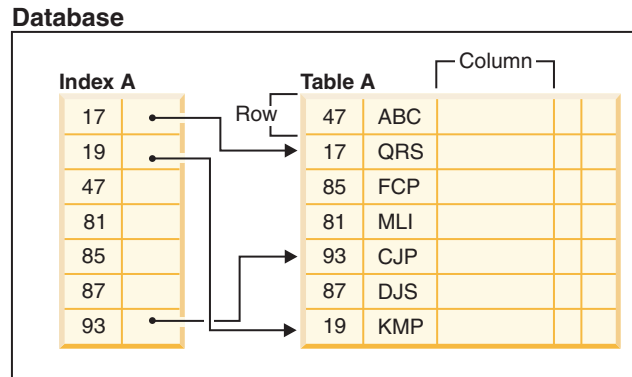 Database
Column
Index A
Table A
Row
17
19
47
81
85
87
93
47 ABC
17 QRS
85 FCP
81 MLI
93 CJP
87 DJS
19 KMP